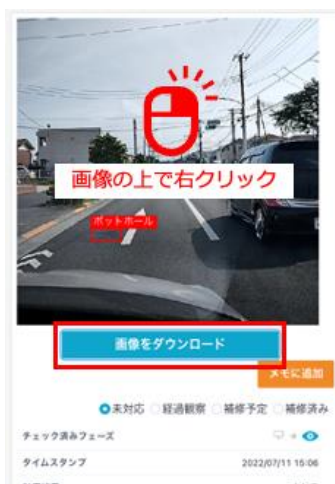 画像の上で右クリック
ポットホール
画像をダウンロード
メモに追加
未対応 経過観察 補修予定 補修済み
チェック済みフェーズ
タイムスタンプ 2022/07/11 15:06